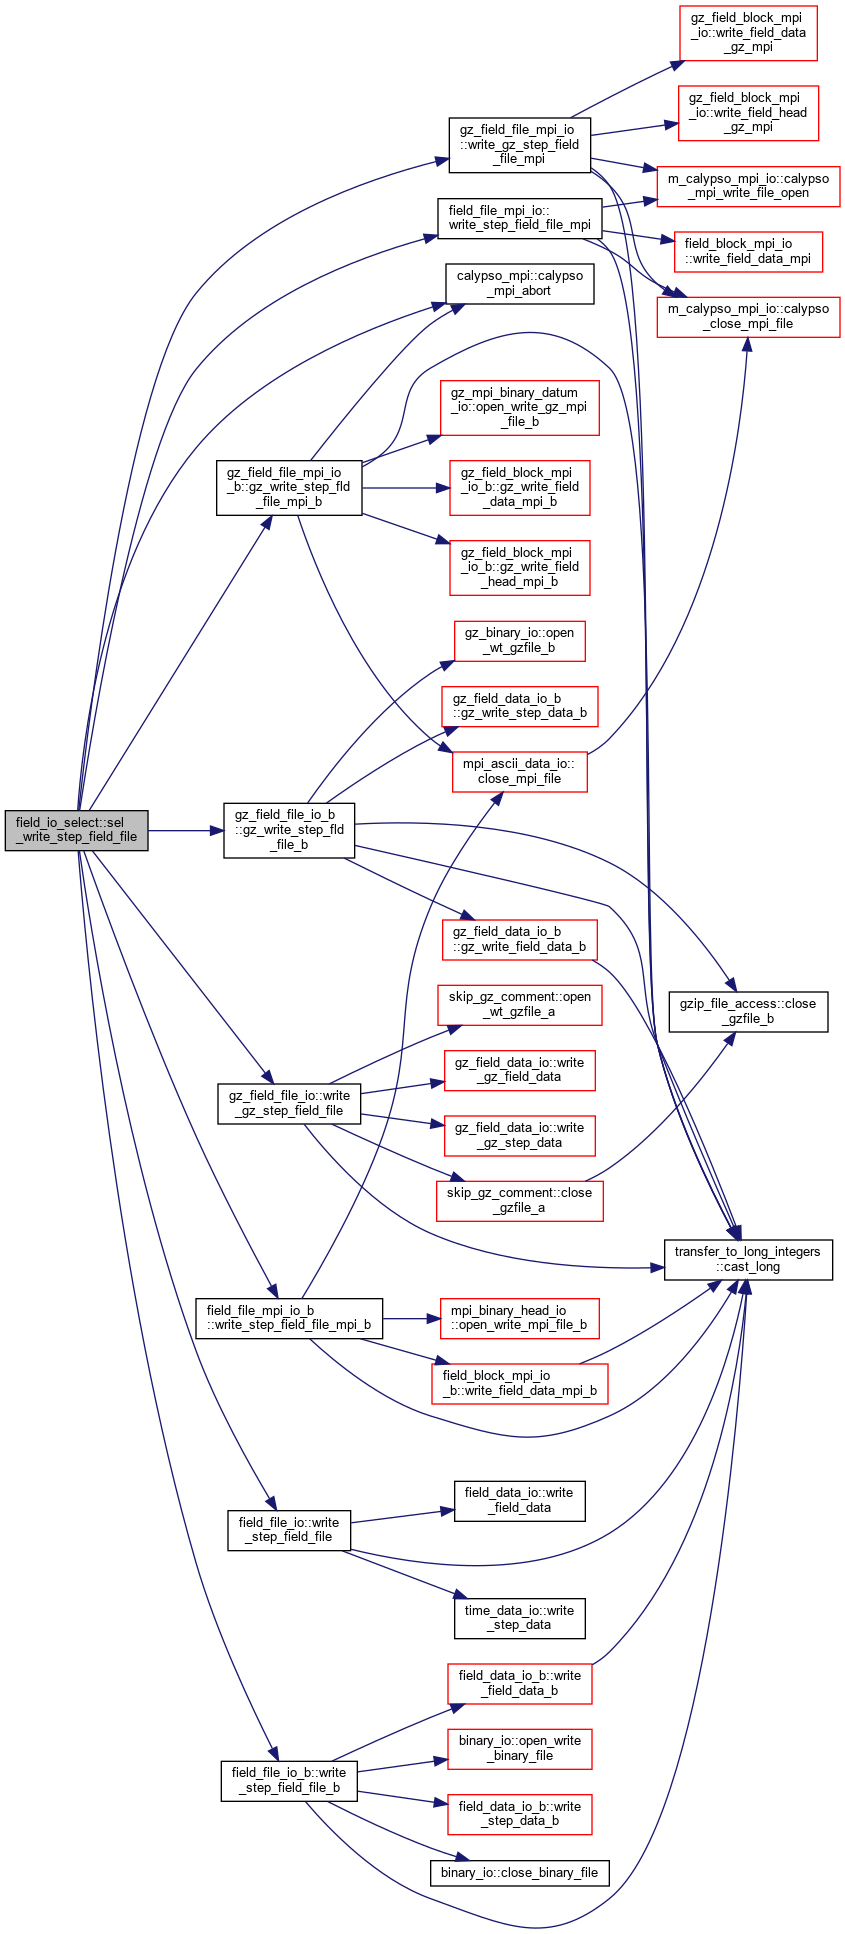 gz_field_block_mpi
_io::write_field_data
_gz_mpi
gz_field_block_mpi
_io::write_field_head
_gz_mpi
gz_field_file_mpi_io
::write_gz_step_field
_file_mpi
m_calypso_mpi_io::calypso
_mpi_write_file_open
field_file_mpi_io::
write_step_field_file_mpi
field_block_mpi_io
::write_field_data_mpi
calypso_mpi::calypso
_mpi_abort
m_calypso_mpi_io::calypso
_close_mpi_file
gz_mpi_binary_datum
_io::open_write_gz_mpi
_file_b
gz_field_file_mpi_io
_b::gz_write_step_fld
_file_mpi_b
gz_field_block_mpi
_io_b::gz_write_field
_data_mpi_b
gz_field_block_mpi
_io_b::gz_write_field
_head_mpi_b
gz_binary_io::open
_wt_gzfile_b
gz_field_data_io_b
::gz_write_step_data_b
mpi_ascii_data_io::
close_mpi_file
field_io_select::sel
_write_step_field_file
gz_field_file_io_b
::gz_write_step_fld
_file_b
gz_field_data_io_b
::gz_write_field_data_b
skip_gz_comment::open
_wt_gzfile_a
gzip_file_access::close
_gzfile_b
gz_field_data_io::write
_gz_field_data
gz_field_file_io::write
_gz_step_field_file
gz_field_data_io::write
_gz_step_data
skip_gz_comment::close
_gzfile_a
transfer_to_long_integers
::cast_long
field_file_mpi_io_b
::write_step_field_file_mpi_b
mpi_binary_head_io
::open_write_mpi_file_b
field_block_mpi_io
_b::write_field_data_mpi_b
field_data_io::write
_field_data
field_file_io::write
_step_field_file
time_data_io::write
_step_data
field_data_io_b::write
_field_data_b
binary_io::open_write
_binary_file
field_file_io_b::write
_step_field_file_b
field_data_io_b::write
_step_data_b
binary_io::close_binary_file